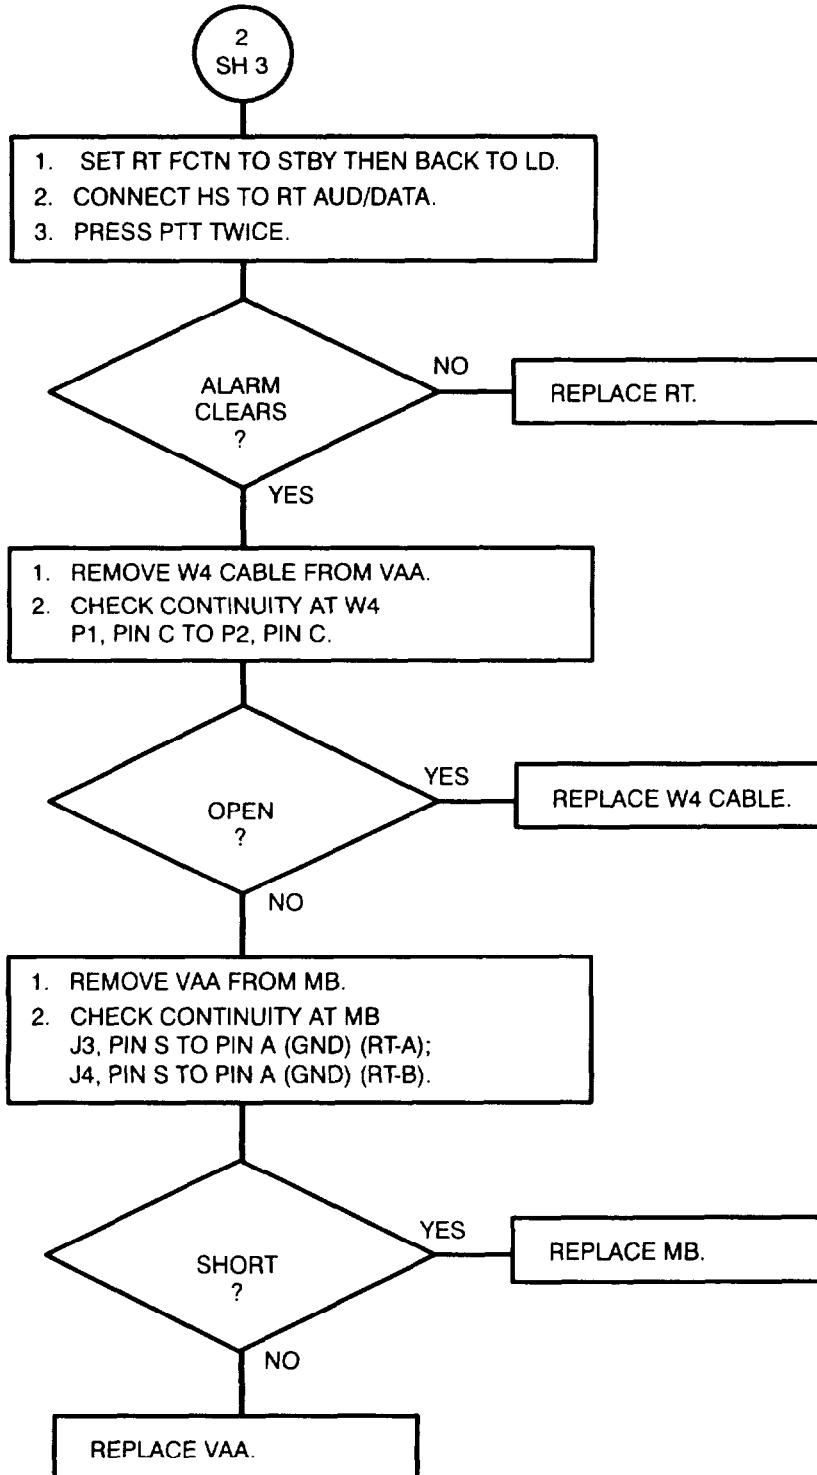 2
SH 3
1. SET RT FCTN TO STBY THEN BACK TO LD.
2. CONNECT HS TO RT AUD/DATA.
3. PRESS PTT TWICE.
ALARM
CLEARS
?
NO
REPLACE RT.
YES
1. REMOVE W4 CABLE FROM VAA.
2. CHECK CONTINUITY AT W4
P1, PIN C TO P2, PIN C.
OPEN
?
YES
REPLACE W4 CABLE.
NO
1. REMOVE VAA FROM MB.
2. CHECK CONTINUITY AT MB
J3, PIN S TO PIN A (GND) (RT-A);
J4, PIN S TO PIN A (GND) (RT-B).
SHORT
?
YES
REPLACE MB.
NO
REPLACE VAA.